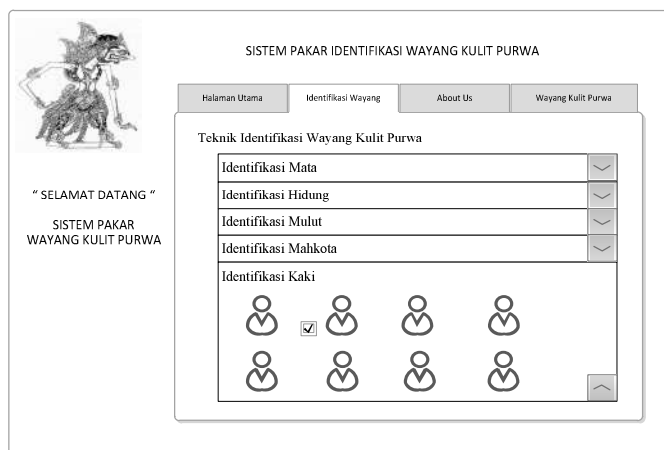 SISTEM PAKAR IDENTIFIKASI WAYANG KULIT PURWA
Halaman Utama
Identifikasi Wayang
About Us
Wayang Kulit Purwa
“ SELAMAT DATANG “
SISTEM PAKAR
WAYANG KULIT PURWA
Teknik Identifikasi Wayang Kulit Purwa
Identifikasi Mata
Identifikasi Hidung
Identifikasi Mulut
Identifikasi Mahkota
Identifikasi Kaki